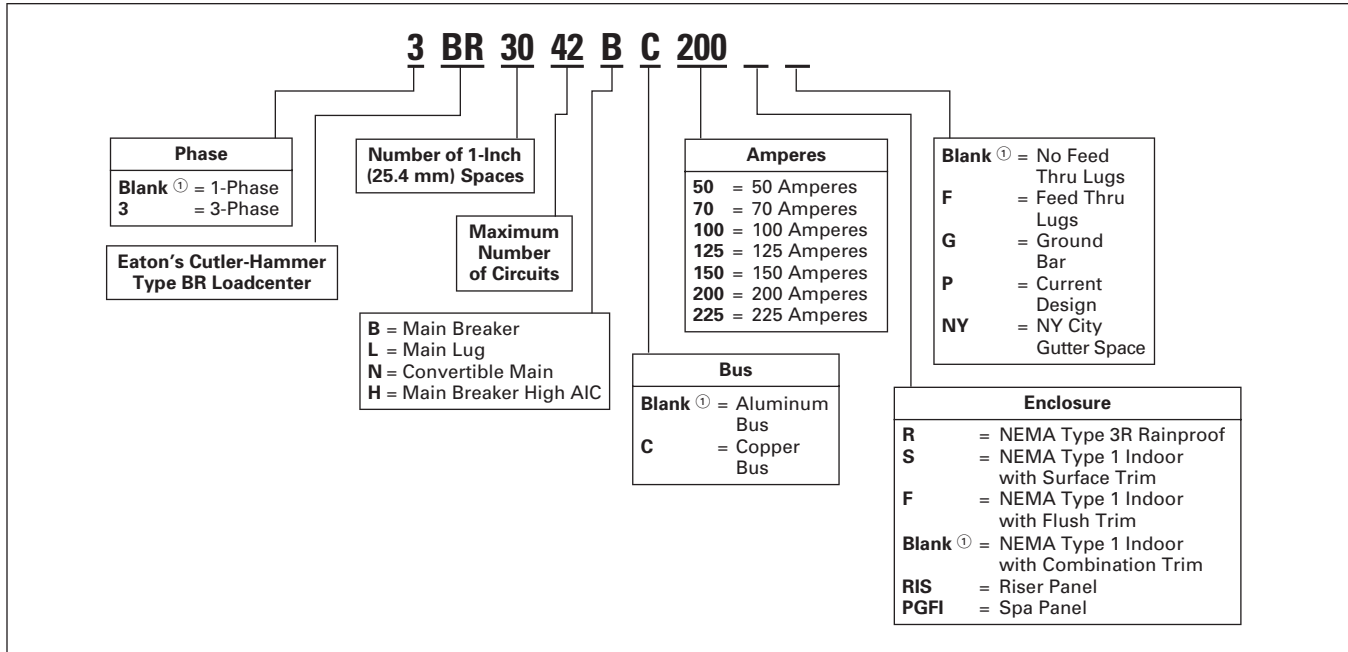 3 BR 30 42 B C 200
Phase
Blank ① = 1-Phase
3 = 3-Phase
Eaton's Cutler-Hammer
Type BR Loadcenter
Number of 1-Inch
(25.4 mm) Spaces
Maximum
Number
of Circuits
B = Main Breaker
L = Main Lug
N = Convertible Main
H = Main Breaker High AIC
Bus
Blank ① = Aluminum
Bus
C = Copper
Bus
Amperes
50 = 50 Amperes
70 = 70 Amperes
100 = 100 Amperes
125 = 125 Amperes
150 = 150 Amperes
200 = 200 Amperes
225 = 225 Amperes
Blank ① = No Feed
Thru Lugs
F = Feed Thru
Lugs
G = Ground
Bar
P = Current
Design
NY = NY City
Gutter Space
Enclosure
R = NEMA Type 3R Rainproof
S = NEMA Type 1 Indoor
with Surface Trim
F = NEMA Type 1 Indoor
with Flush Trim
Blank ① = NEMA Type 1 Indoor
with Combination Trim
RIS = Riser Panel
PGFI = Spa Panel